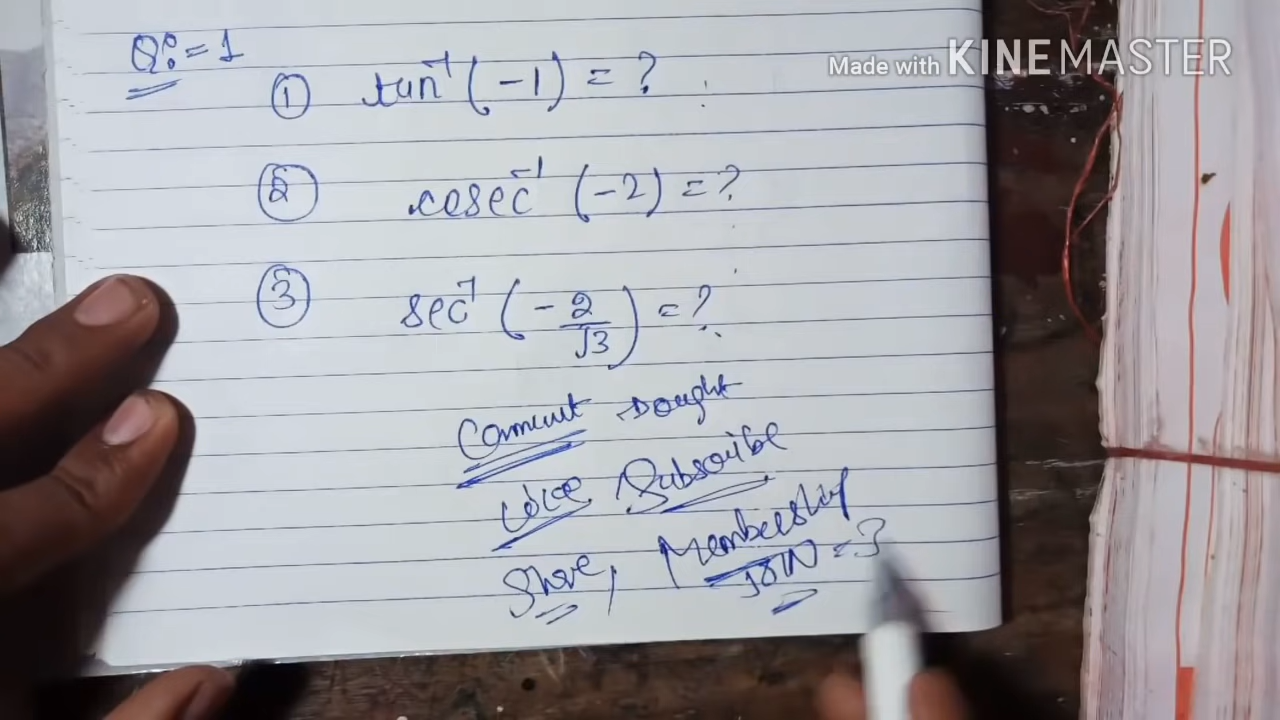 Made with KINEMASTER
Q:=1
① tan⁻¹(-1) = ?
② cosec⁻¹(-2) = ?
③ sec⁻¹(-2/√3) = ?
Comment Dought
Like Subscribe
Share, Membership
JOIN = ?